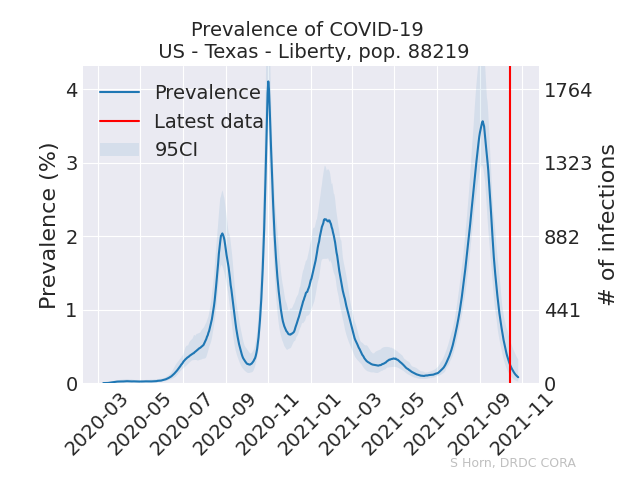 Prevalence of COVID-19
US - Texas - Liberty, pop. 88219
Prevalence
Latest data
95CI
Prevalence (%)
4
3
2
1
0
# of infections
1764
1323
882
441
0
2020-03
2020-05
2020-07
2020-09
2020-11
2021-01
2021-03
2021-05
2021-07
2021-09
2021-11
S Horn, DRDC CORA